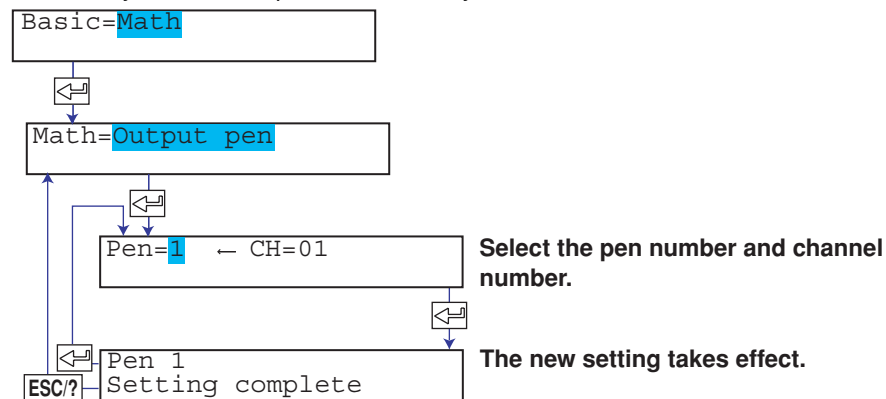 Basic=Math
Math=Output pen
Pen=1 ← CH=01
Select the pen number and channel
number.
Pen 1
Setting complete
The new setting takes effect.
ESC/?